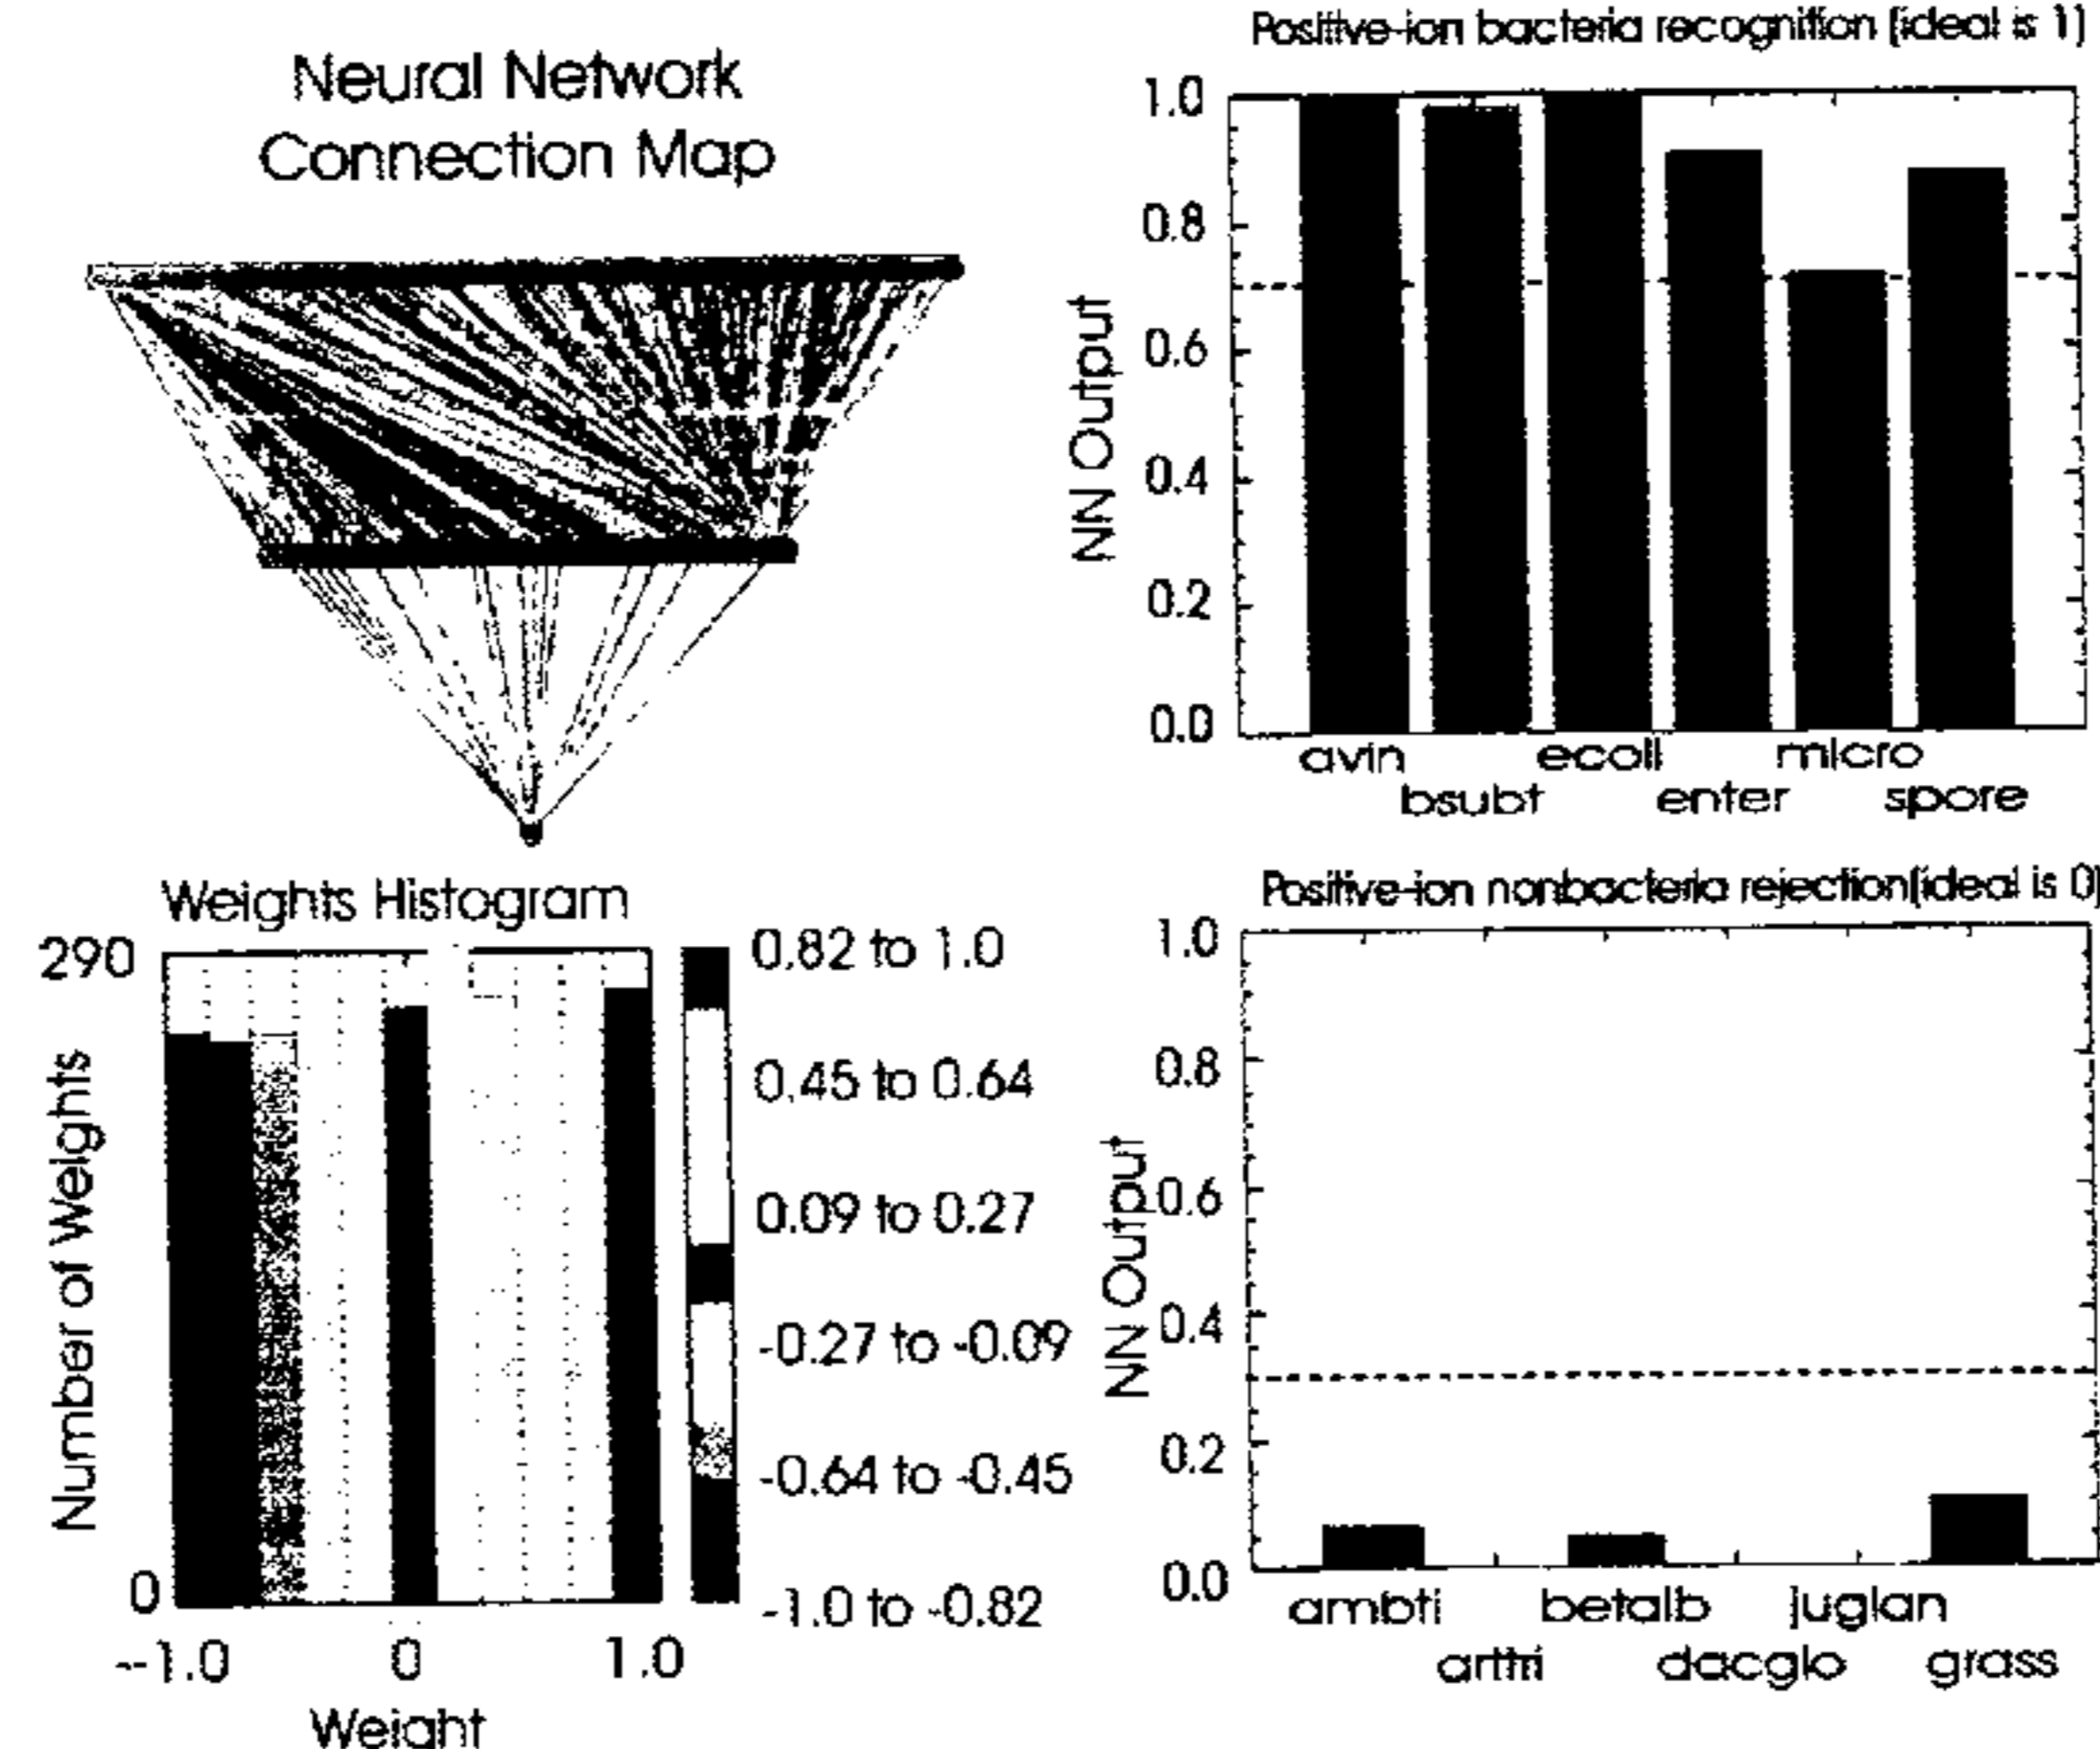 Neural Network
Connection Map
Positive-ion bacteria recognition (ideal is 1)
1.0
0.8
0.6
0.4
0.2
0.0
NN Output
avin
ecoli
micro
bsubt
enter
spore
Weights Histogram
290
0
Number of Weights
--1.0
0
1.0
Weight
0.82 to 1.0
0.45 to 0.64
0.09 to 0.27
-0.27 to -0.09
-0.64 to -0.45
-1.0 to -0.82
Positive-ion nonbacteria rejection(ideal is 0)
1.0
0.8
0.6
0.4
0.2
0.0
NN Output
ambti
betalb
juglan
arttri
dacglo
grass